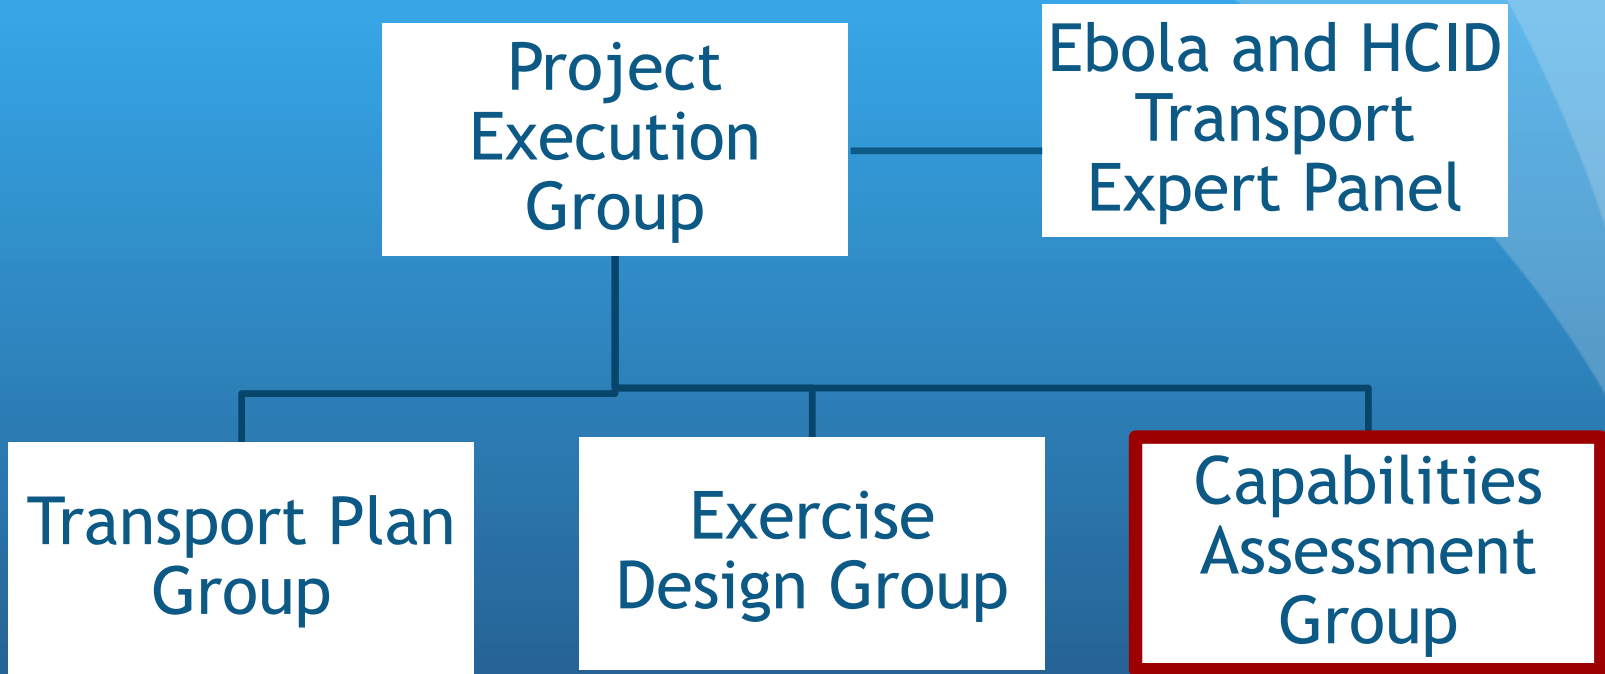 Project
Execution
Group
Ebola and HCID
Transport
Expert Panel
Transport Plan
Group
Exercise
Design Group
Capabilities
Assessment
Group